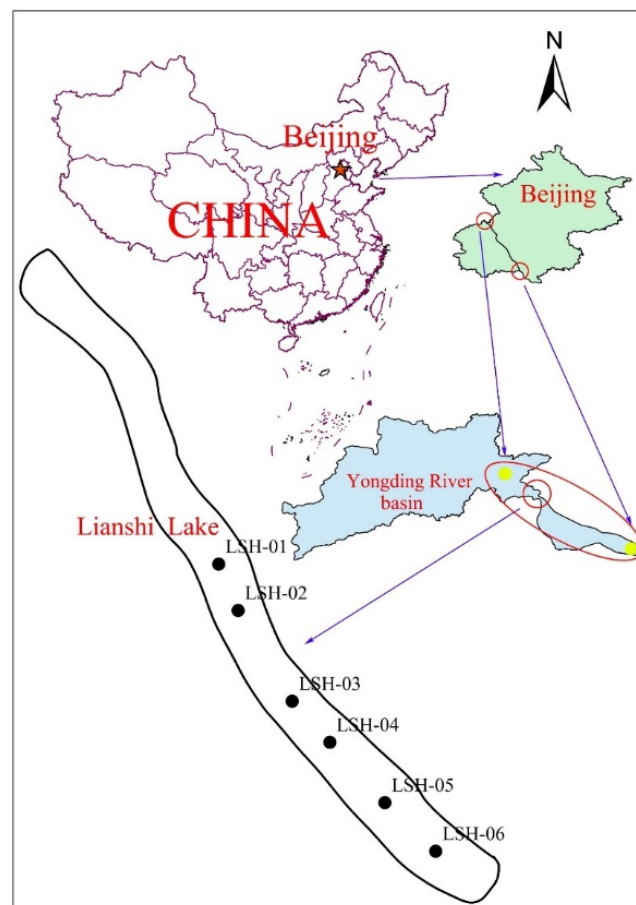 N
Beijing
CHINA
Beijing
Yongding River
basin
Lianshi Lake
LSH-01
LSH-02
LSH-03
LSH-04
LSH-05
LSH-06